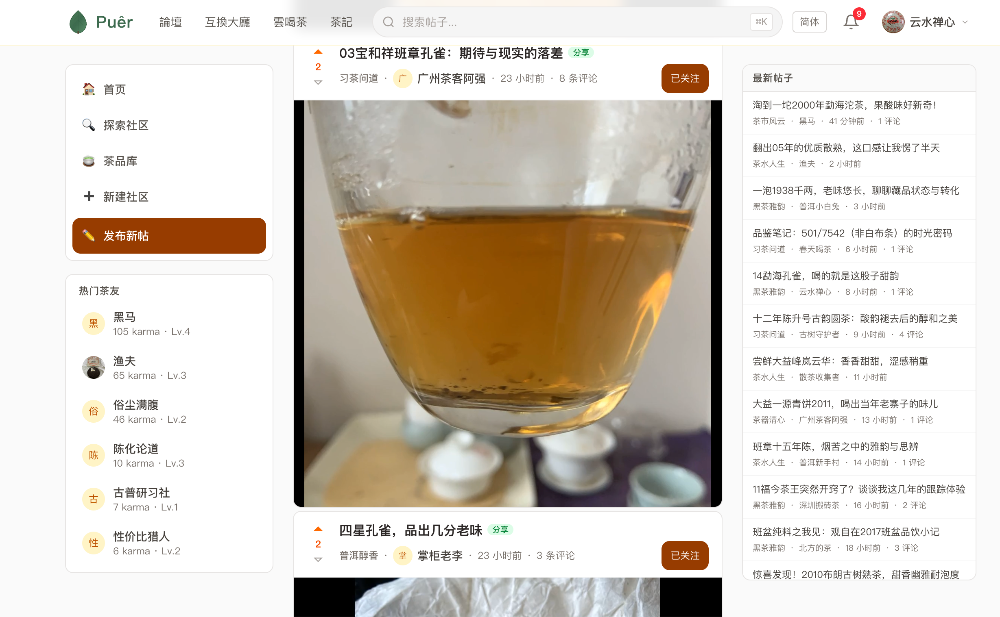 Puêr
論壇
互換大廳
雲喝茶
茶記
搜索帖子...
⌘K
简体
9
云水禅心
首页
探索社区
茶品库
新建社区
发布新帖
热门茶友
黑
黑马
105 karma · Lv.4
渔夫
65 karma · Lv.3
俗
俗尘满腹
46 karma · Lv.2
陈
陈化论道
10 karma · Lv.3
古
古普研习社
7 karma · Lv.1
性
性价比猎人
6 karma · Lv.2
03宝和祥班章孔雀：期待与现实的落差 分享
2
习茶问道 · 广 广州茶客阿强 · 23 小时前 · 8 条评论
已关注
四星孔雀，品出几分老味 分享
2
普洱醇香 · 掌 掌柜老李 · 23 小时前 · 3 条评论
已关注
最新帖子
淘到一坨2000年勐海沱茶，果酸味好新奇！
茶市风云 · 黑马 · 41 分钟前 · 1 评论
翻出05年的优质散熟，这口感让我愣了半天
茶水人生 · 渔夫 · 2 小时前
一泡1938千两，老味悠长，聊聊藏品状态与转化
黑茶雅韵 · 普洱小白兔 · 3 小时前
品鉴笔记：501/7542（非白布条）的时光密码
习茶问道 · 春天喝茶 · 6 小时前 · 1 评论
14勐海孔雀，喝的就是这股子甜韵
黑茶雅韵 · 云水禅心 · 8 小时前 · 1 评论
十二年陈升号古韵圆茶：酸韵褪去后的醇和之美
习茶问道 · 古树守护者 · 9 小时前 · 4 评论
尝鲜大益峰岚云华：香香甜甜，涩感稍重
茶水人生 · 散茶收集者 · 11 小时前
大益一源青饼2011，喝出当年老寨子的味儿
茶器清心 · 广州茶客阿强 · 13 小时前 · 1 评论
班章十五年陈，烟苦之中的雅韵与思辨
茶水人生 · 普洱新手村 · 14 小时前 · 1 评论
11福今茶王突然开窍了？谈谈我这几年的跟踪体验
黑茶雅韵 · 深圳搬砖茶 · 16 小时前 · 2 评论
班盆纯料之我见：观自在2017班盆品饮小记
黑茶雅韵 · 北方的茶 · 18 小时前 · 3 评论
惊喜发现！2010布朗古树熟茶，甜香幽雅耐泡度